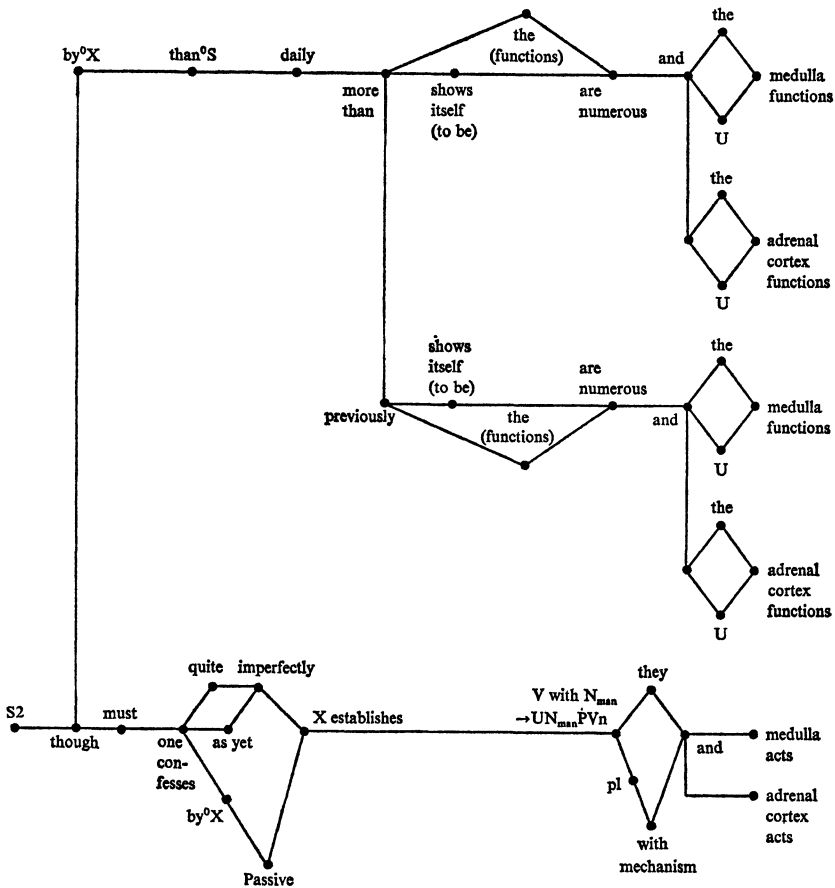 the
the
(functions)
by⁰X
than⁰S
daily
and
more
than
shows
itself
(to be)
are
numerous
medulla
functions
U
the
adrenal
cortex
functions
U
shows
itself
(to be)
are
numerous
the
previously
the
(functions)
and
medulla
functions
U
the
adrenal
cortex
functions
U
quite
imperfectly
they
V with Nman
→UNmanṖVn
S2
must
X establishes
though
one
con-
fesses
as yet
and
medulla
acts
pl
adrenal
cortex
acts
by⁰X
with
mechanism
Passive